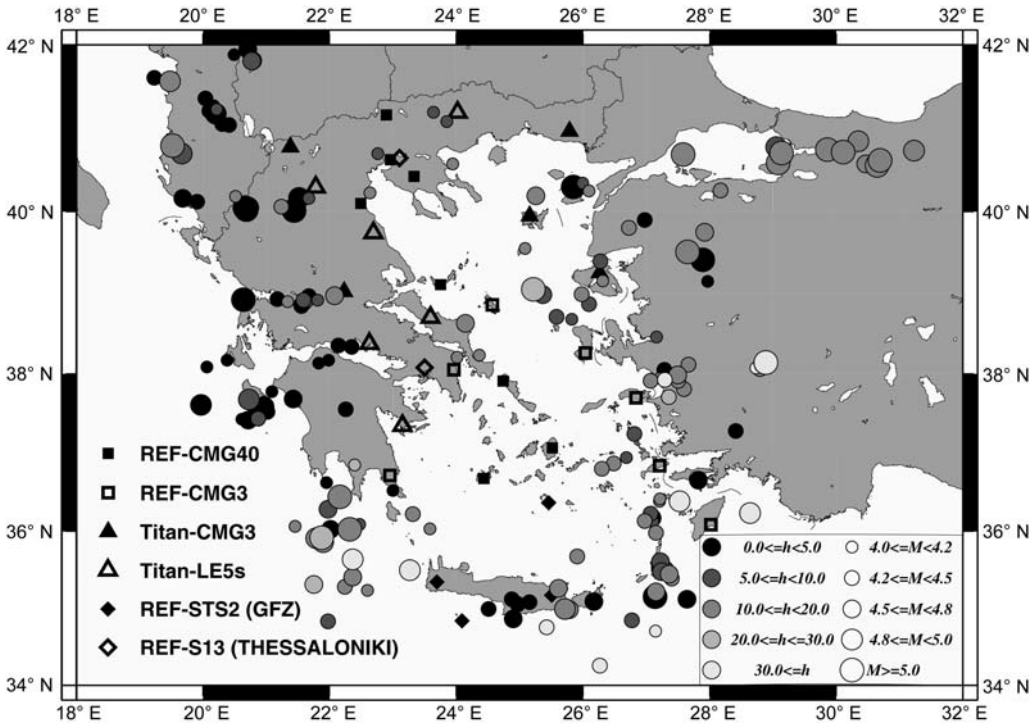 18° E 20° E 22° E 24° E 26° E 28° E 30° E 32° E
42° N 42° N
40° N 40° N
38° N 38° N
36° N 36° N
34° N 34° N
REF-CMG40
REF-CMG3
Titan-CMG3
Titan-LE5s
REF-STS2 (GFZ)
REF-S13 (THESSALONIKI)
0.0<=h<5.0 4.0<=M<4.2
5.0<=h<10.0 4.2<=M<4.5
10.0<=h<20.0 4.5<=M<4.8
20.0<=h<=30.0 4.8<=M<5.0
30.0<=h M>=5.0
18° E 20° E 22° E 24° E 26° E 28° E 30° E 32° E